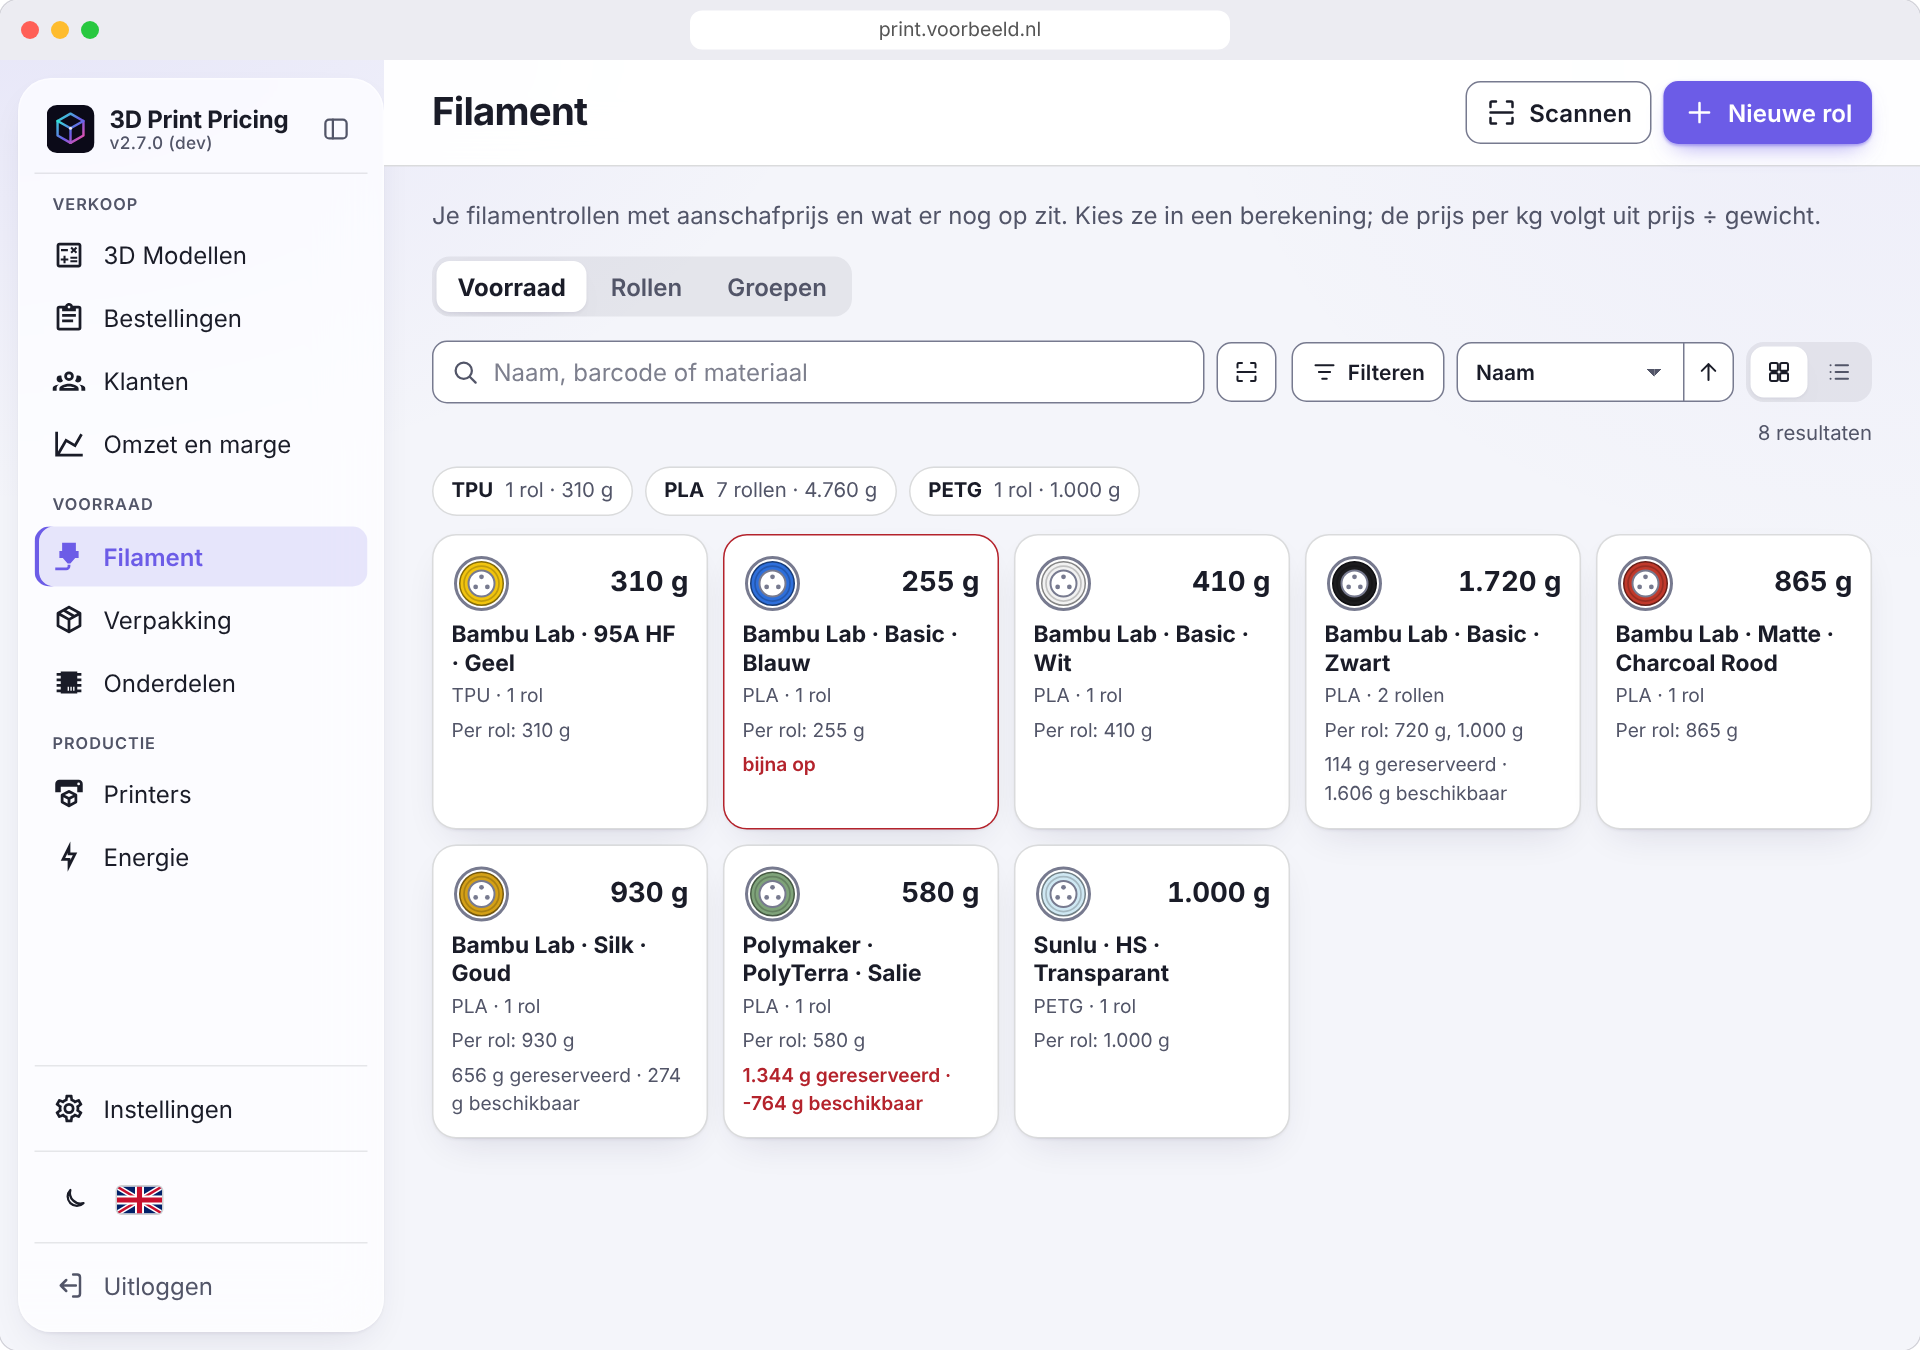 print.voorbeeld.nl
3D Print Pricing
v2.7.0 (dev)
VERKOOP
3D Modellen
Bestellingen
Klanten
Omzet en marge
VOORRAAD
Filament
Verpakking
Onderdelen
PRODUCTIE
Printers
Energie
Instellingen
Uitloggen
Filament
Scannen
Nieuwe rol
Je filamentrollen met aanschafprijs en wat er nog op zit. Kies ze in een berekening; de prijs per kg volgt uit prijs ÷ gewicht.
Voorraad
Rollen
Groepen
Naam, barcode of materiaal
Filteren
Naam
8 resultaten
TPU 1 rol · 310 g
PLA 7 rollen · 4.760 g
PETG 1 rol · 1.000 g
310 g
Bambu Lab · 95A HF
· Geel
TPU · 1 rol
Per rol: 310 g
255 g
Bambu Lab · Basic ·
Blauw
PLA · 1 rol
Per rol: 255 g
bijna op
410 g
Bambu Lab · Basic ·
Wit
PLA · 1 rol
Per rol: 410 g
1.720 g
Bambu Lab · Basic ·
Zwart
PLA · 2 rollen
Per rol: 720 g, 1.000 g
114 g gereserveerd ·
1.606 g beschikbaar
865 g
Bambu Lab · Matte ·
Charcoal Rood
PLA · 1 rol
Per rol: 865 g
930 g
Bambu Lab · Silk ·
Goud
PLA · 1 rol
Per rol: 930 g
656 g gereserveerd · 274
g beschikbaar
580 g
Polymaker ·
PolyTerra · Salie
PLA · 1 rol
Per rol: 580 g
1.344 g gereserveerd ·
-764 g beschikbaar
1.000 g
Sunlu · HS ·
Transparant
PETG · 1 rol
Per rol: 1.000 g